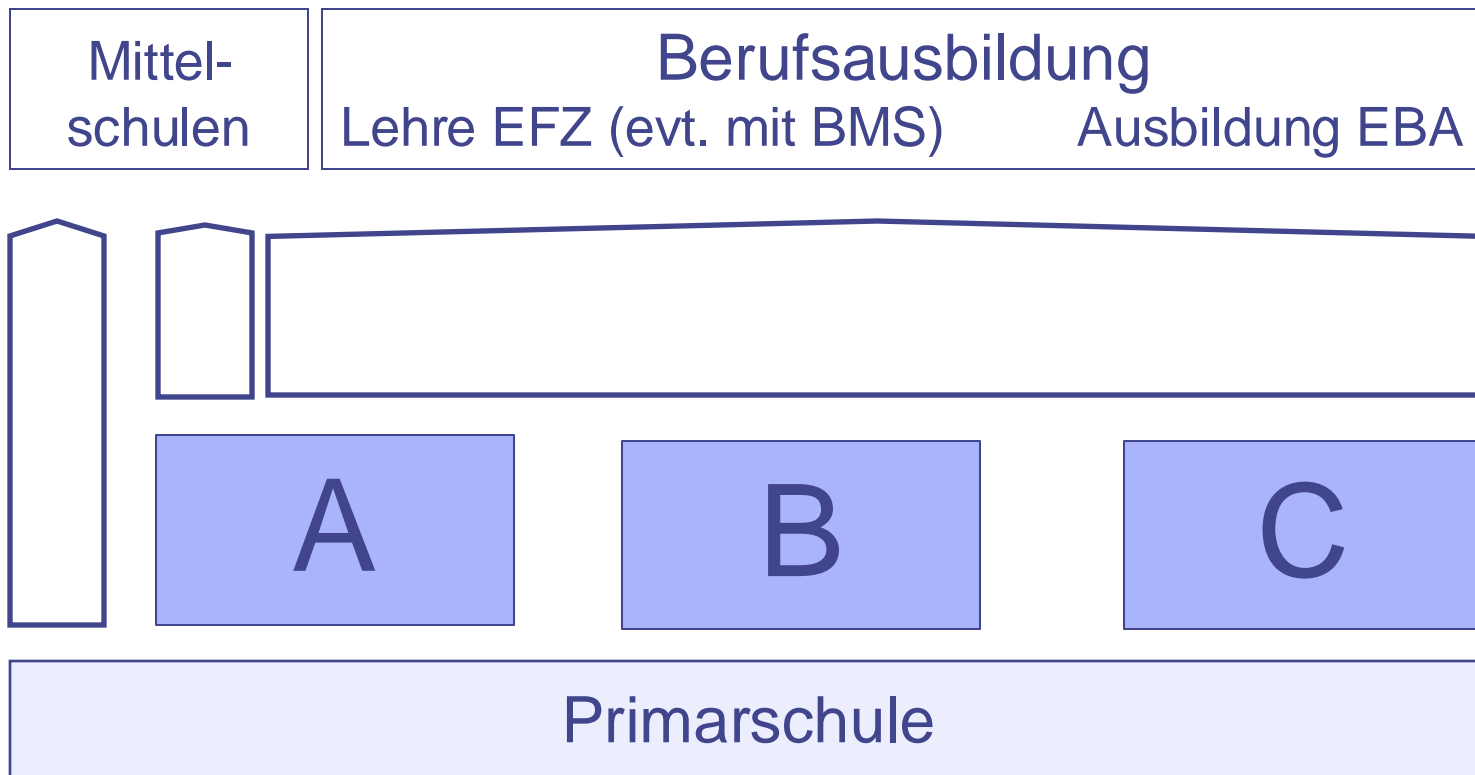 Mittel-
schulen
Berufsausbildung
Lehre EFZ (evt. mit BMS) Ausbildung EBA
A
B
C
Primarschule